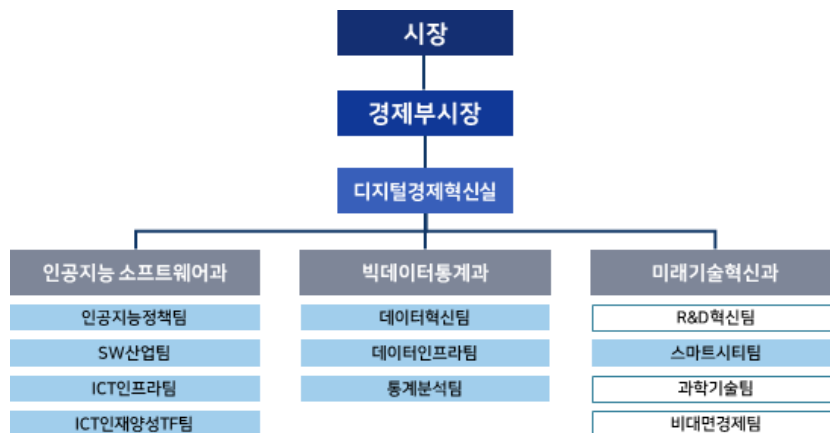 시장
경제부시장
디지털경제혁신실
인공지능 소프트웨어과
인공지능정책팀
SW산업팀
ICT인프라팀
ICT인재양성TF팀
빅데이터통계과
데이터혁신팀
데이터인프라팀
통계분석팀
미래기술혁신과
R&D혁신팀
스마트시티팀
과학기술팀
비대면경제팀